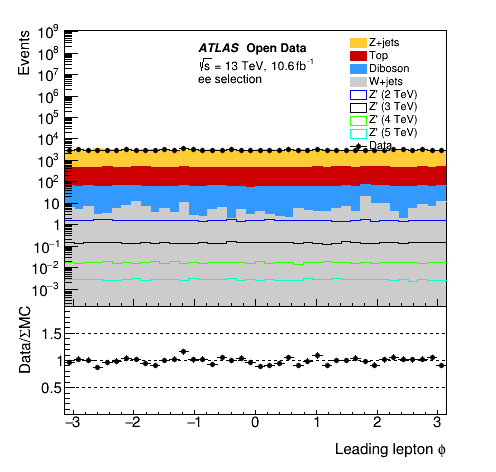 Events
10⁹
10⁸
10⁷
10⁶
10⁵
10⁴
10³
10²
10
1
10⁻¹
10⁻²
10⁻³
ATLAS Open Data
√s = 13 TeV, 10.6 fb⁻¹
ee selection
Z+jets
Top
Diboson
W+jets
Z' (2 TeV)
Z' (3 TeV)
Z' (4 TeV)
Z' (5 TeV)
Data
Data/ΣMC
1.5
1
0.5
−3 −2 −1 0 1 2 3
Leading lepton ϕ